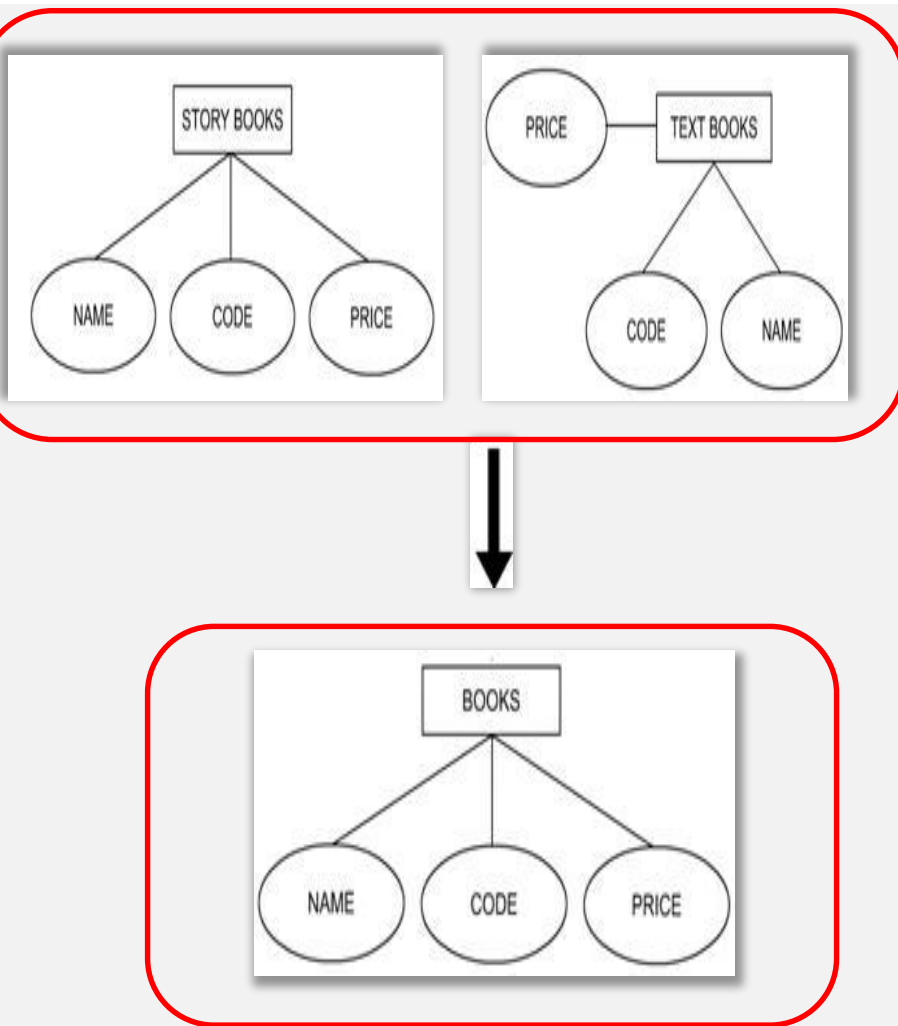 STORY BOOKS
NAME
CODE
PRICE
PRICE
TEXT BOOKS
CODE
NAME
BOOKS
NAME
CODE
PRICE